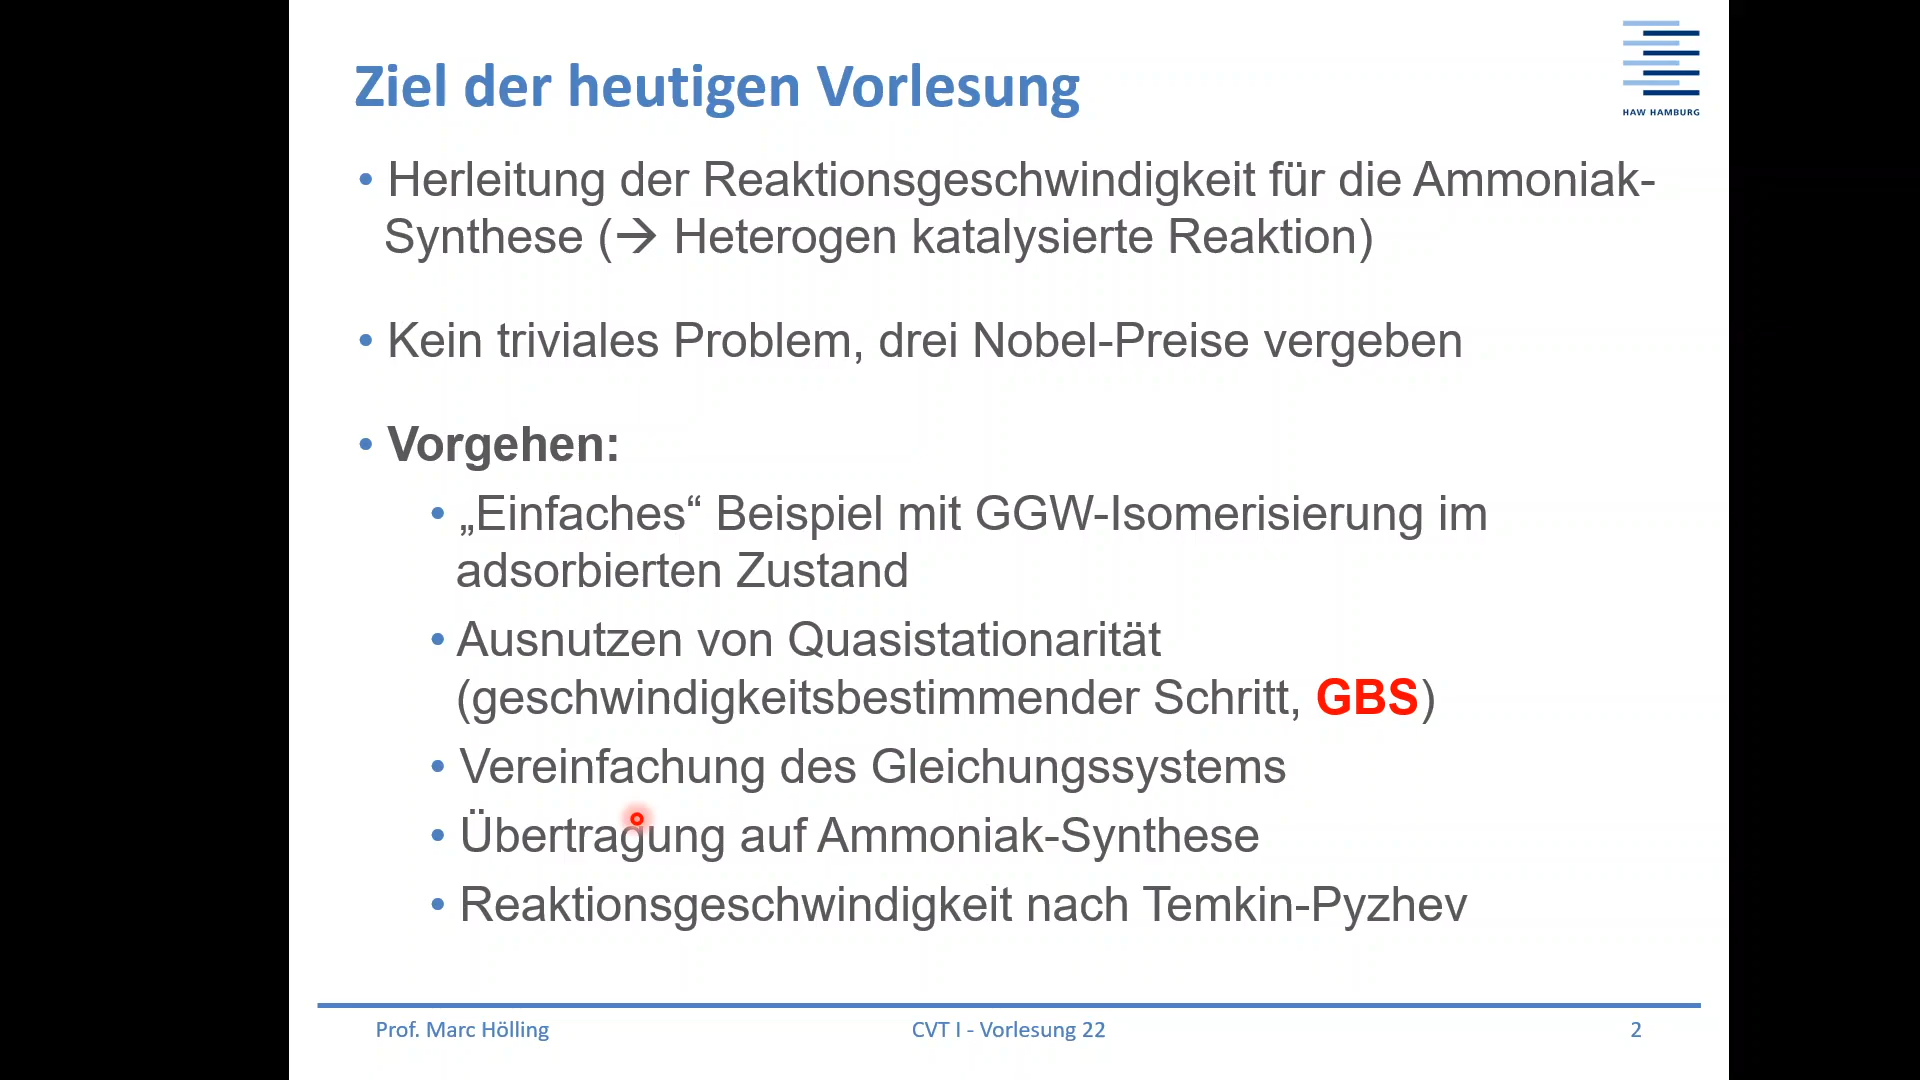 Ziel der heutigen Vorlesung
HAW HAMBURG
• Herleitung der Reaktionsgeschwindigkeit für die Ammoniak-
Synthese (→ Heterogen katalysierte Reaktion)
• Kein triviales Problem, drei Nobel-Preise vergeben
• Vorgehen:
• „Einfaches“ Beispiel mit GGW-Isomerisierung im
adsorbierten Zustand
• Ausnutzen von Quasistationarität
(geschwindigkeitsbestimmender Schritt, GBS)
• Vereinfachung des Gleichungssystems
• Übertragung auf Ammoniak-Synthese
• Reaktionsgeschwindigkeit nach Temkin-Pyzhev
Prof. Marc Hölling
CVT I - Vorlesung 22
2